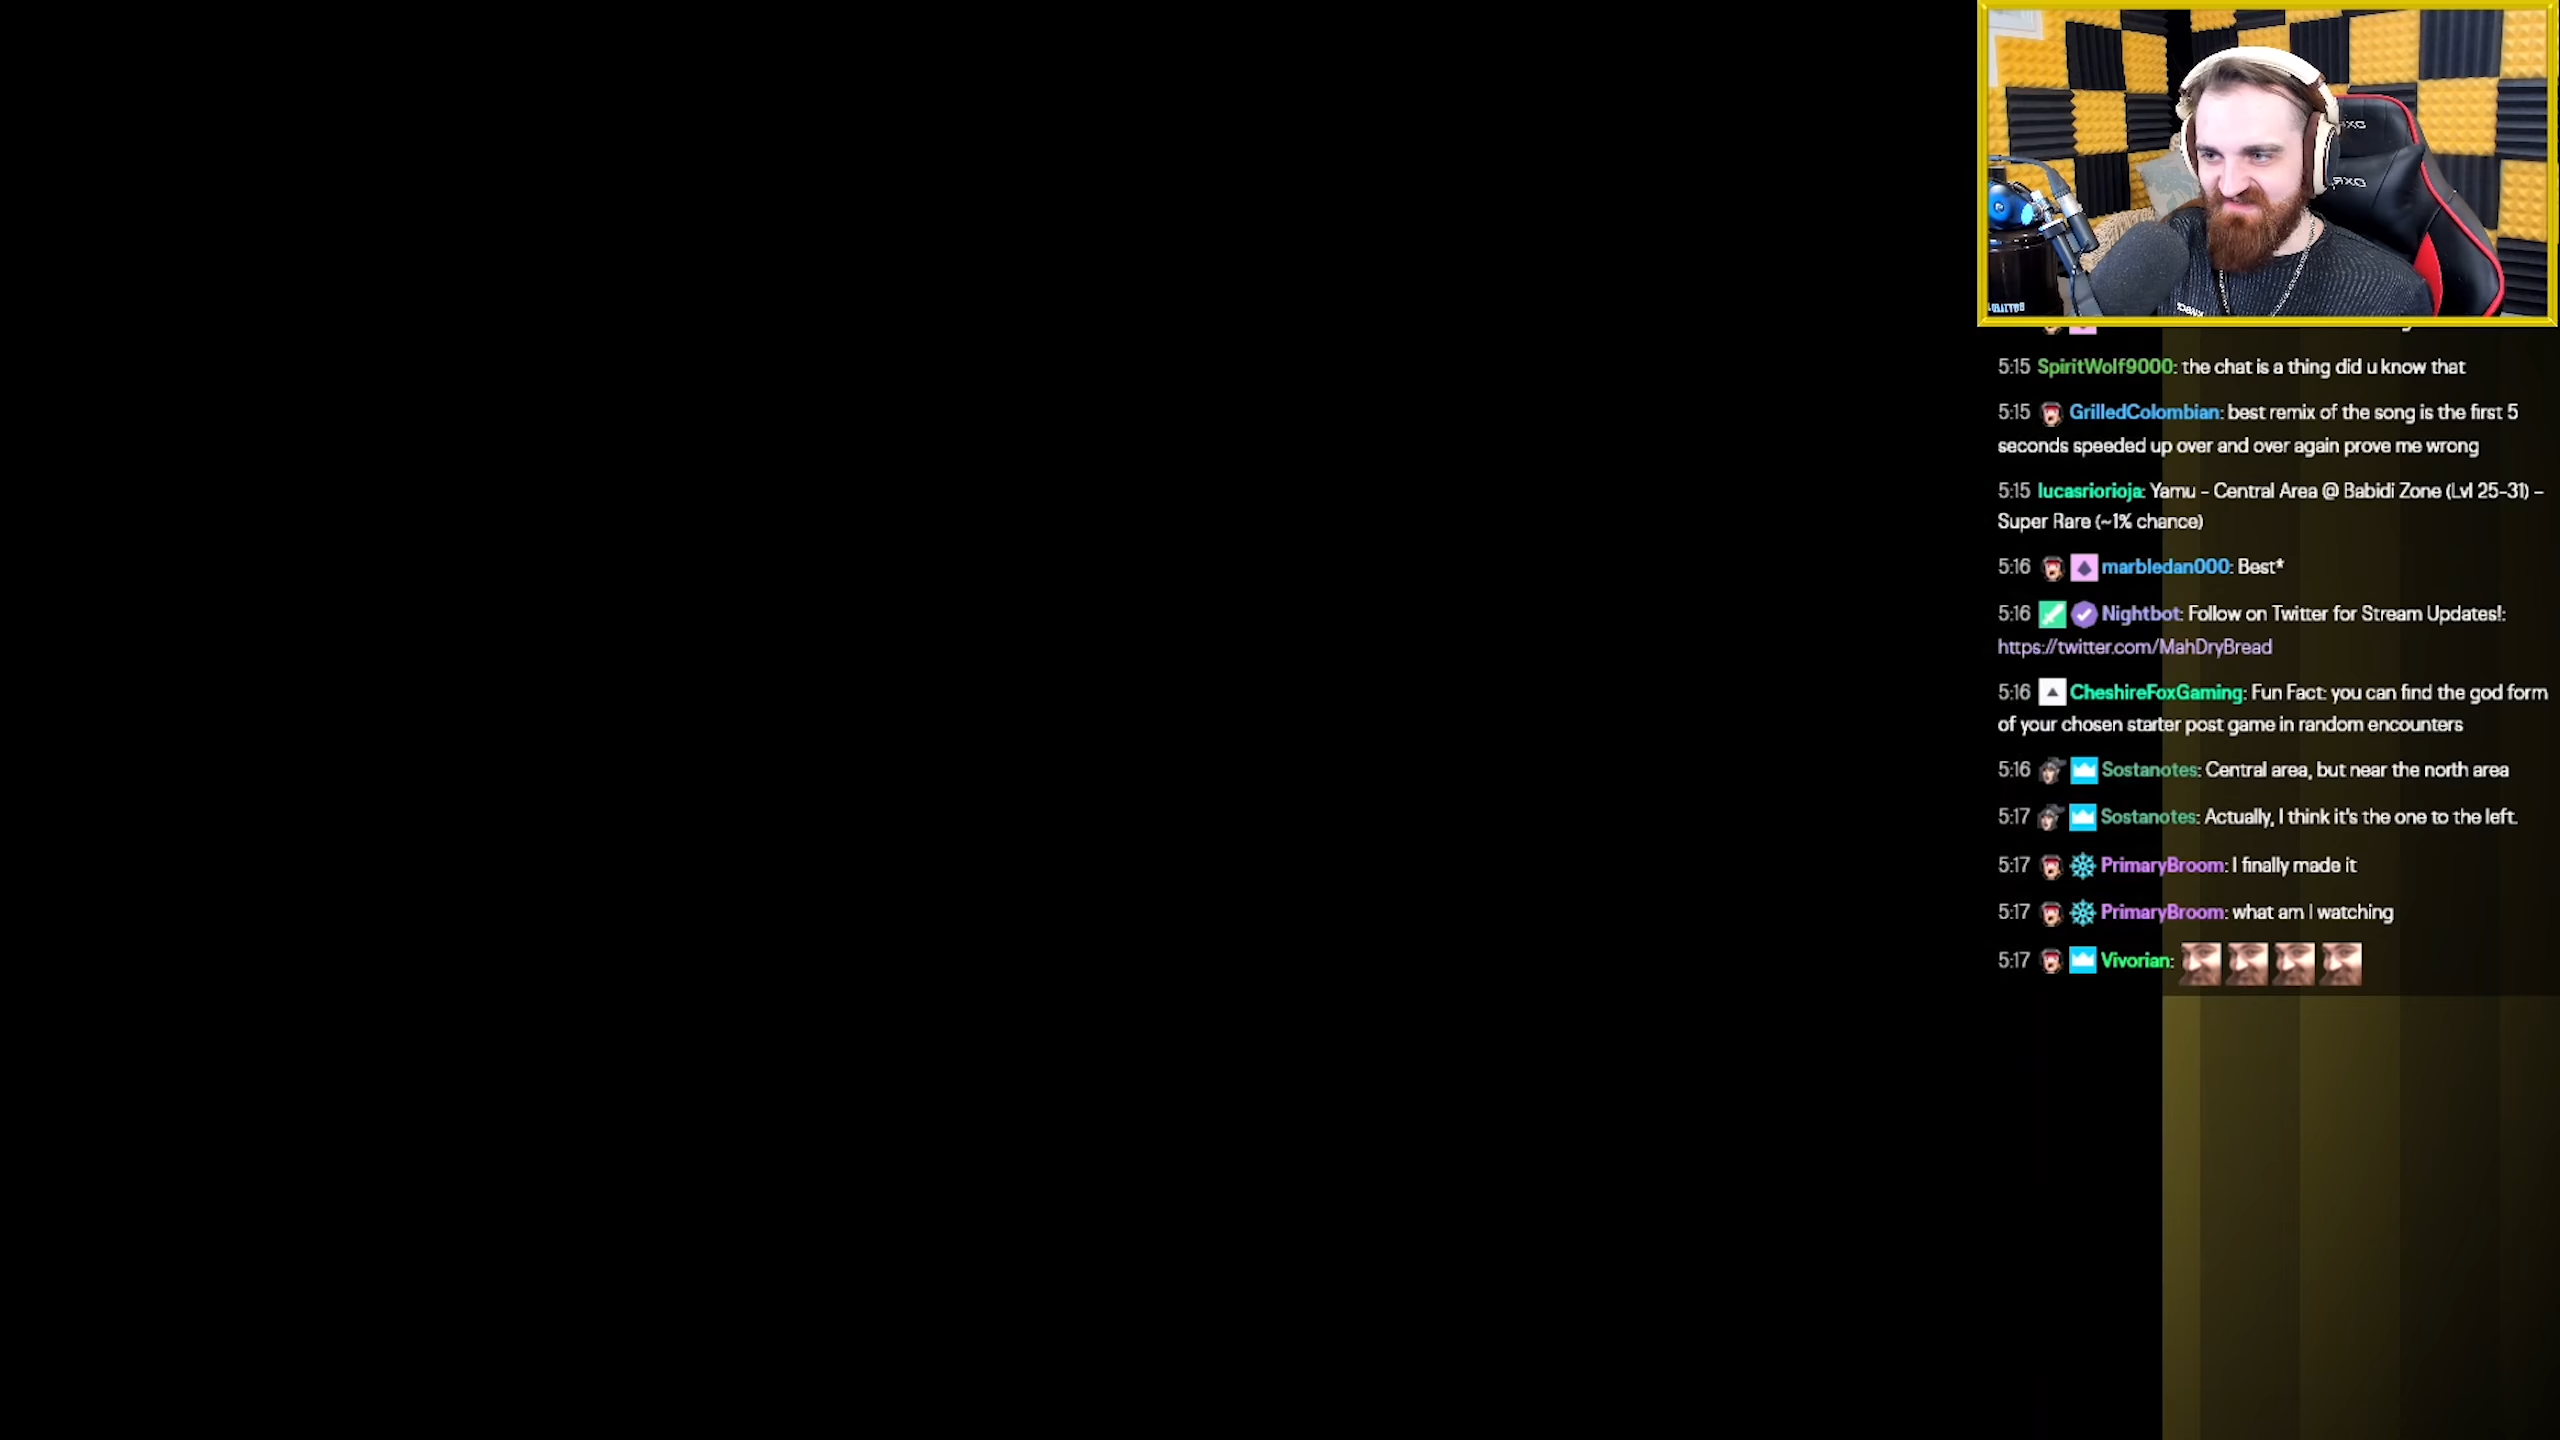 5:15 SpiritWolf9000: the chat is a thing did u know that
5:15 GrilledColombian: best remix of the song is the first 5
seconds speeded up over and over again prove me wrong
5:15 lucasriorioja: Yamu - Central Area @ Babidi Zone (Lvl 25-31) –
Super Rare (~1% chance)
5:16 marbledan000: Best*
5:16 Nightbot: Follow on Twitter for Stream Updates!:
https://twitter.com/MahDryBread
5:16 CheshireFoxGaming: Fun Fact: you can find the god form
of your chosen starter post game in random encounters
5:16 Sostanotes: Central area, but near the north area
5:17 Sostanotes: Actually, I think it's the one to the left.
5:17 PrimaryBroom: I finally made it
5:17 PrimaryBroom: what am I watching
5:17 Vivorian: